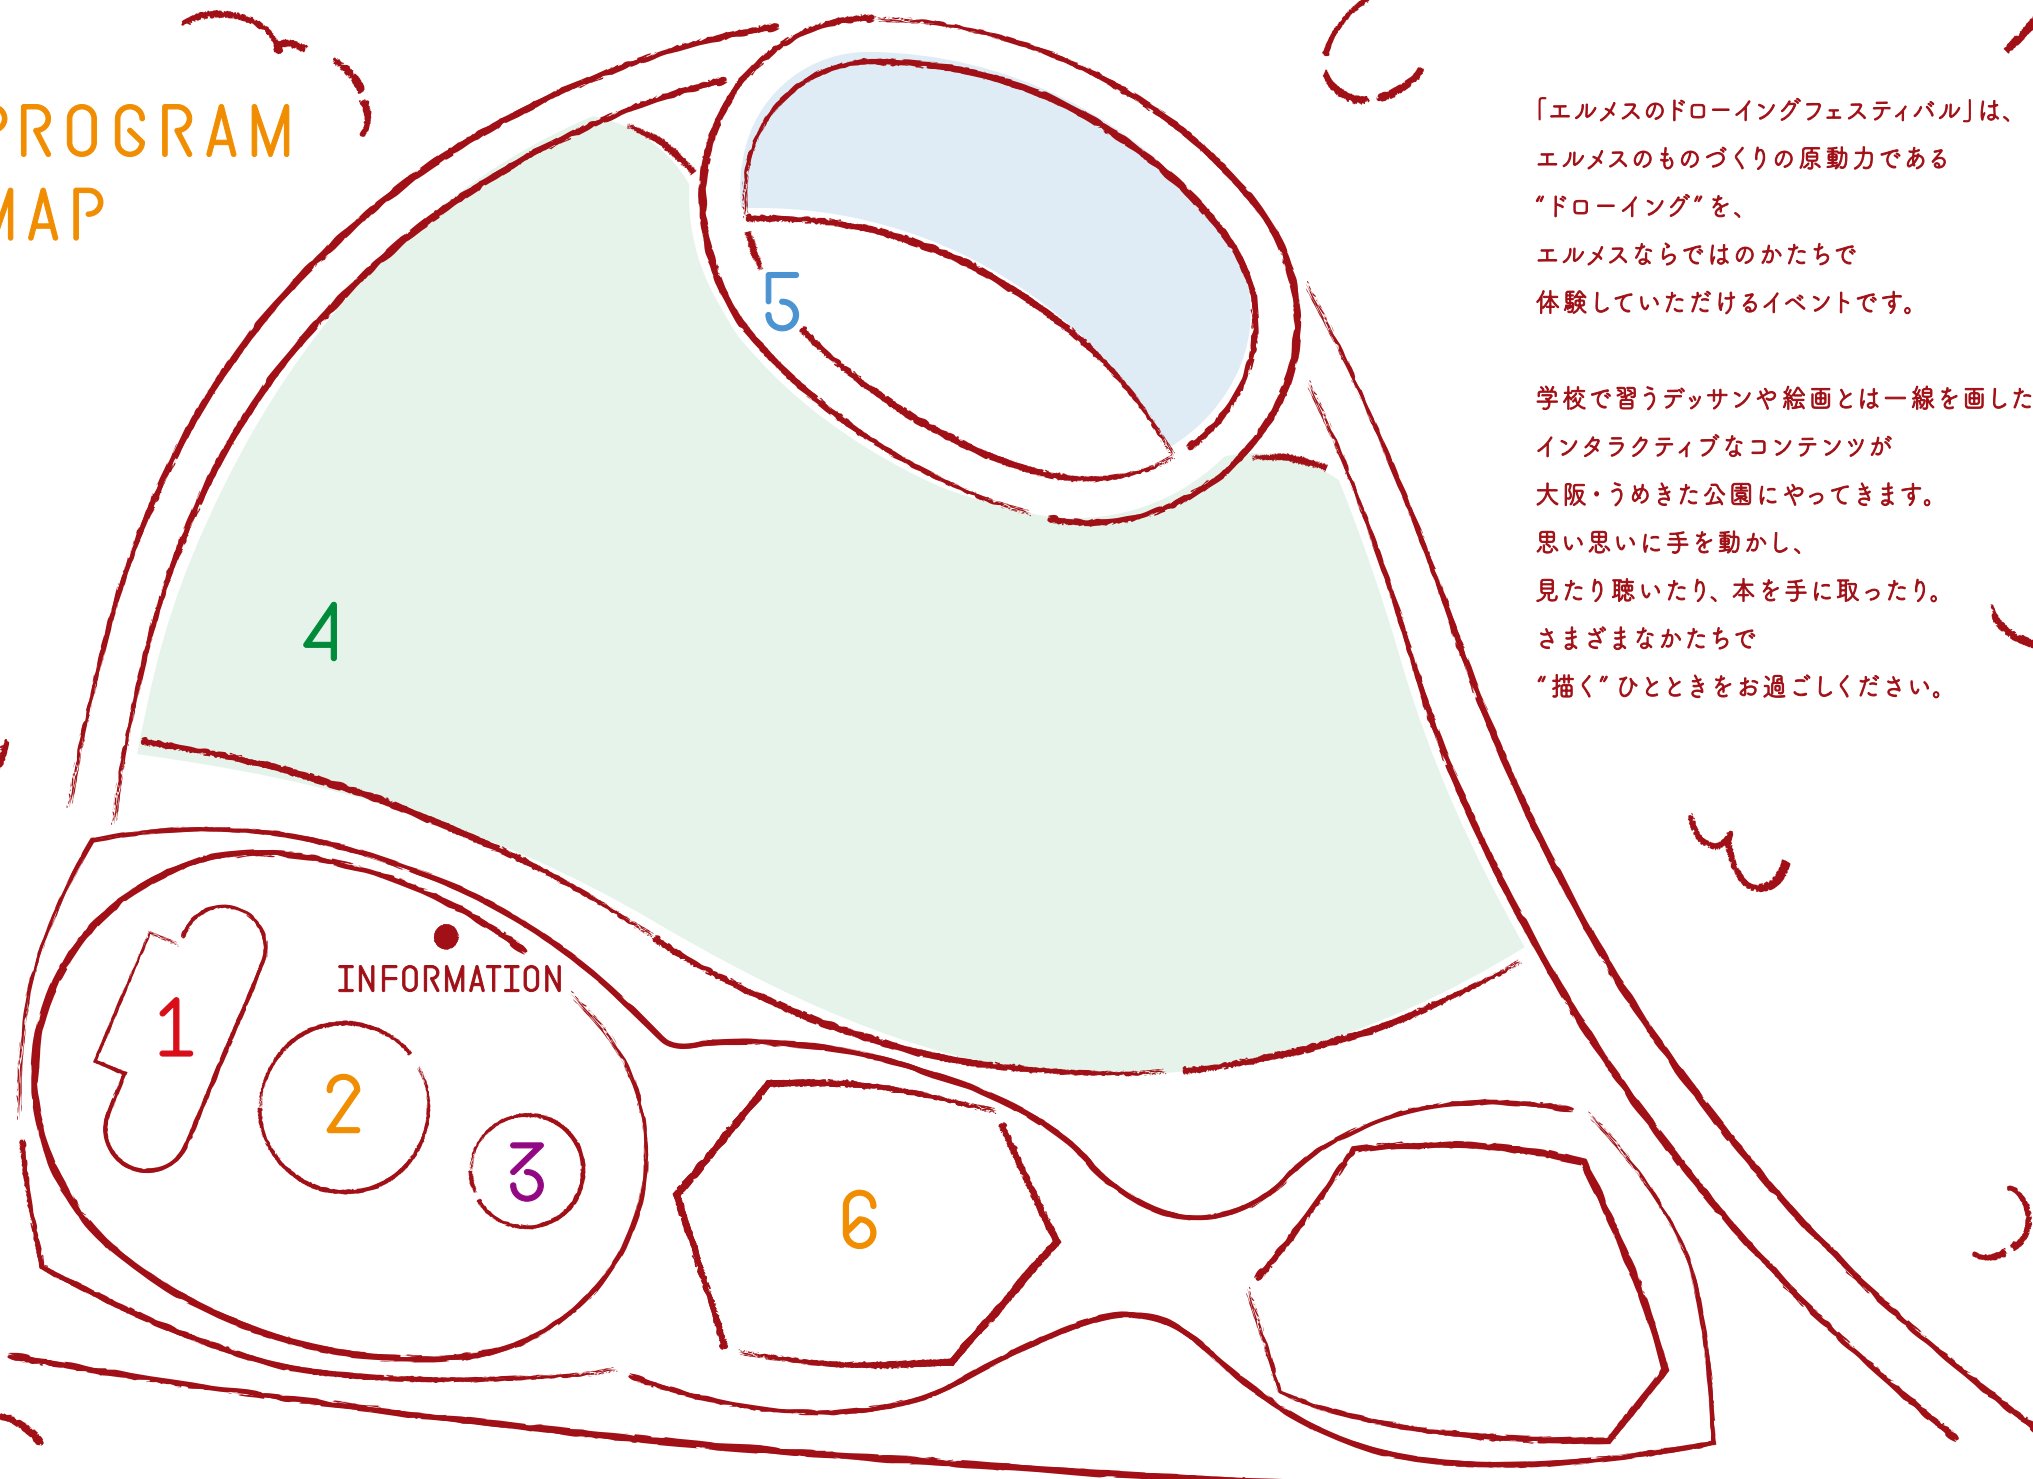 PROGRAM
MAP
「エルメスのドローイングフェスティバル」は、
エルメスのものづくりの原動力である
“ドローイング”を、
エルメスならではのかたちで
体験していただけるイベントです。
学校で習うデッサンや絵画とは一線を画した
インタラクティブなコンテンツが
大阪・うめきた公園にやってきます。
思い思いに手を動かし、
見たり聴いたり、本を手に取ったり。
さまざまなかたちで
“描く”ひとときをお過ごしください。
5
4
INFORMATION
1
2
3
6